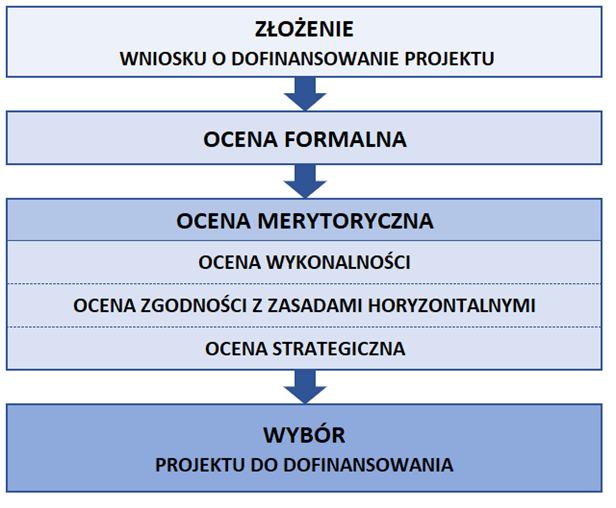 ZŁOŻENIE
WNIOSKU O DOFINANSOWANIE PROJEKTU
OCENA FORMALNA
OCENA MERYTORYCZNA
OCENA WYKONALNOŚCI
OCENA ZGODNOŚCI Z ZASADAMI HORYZONTALNYMI
OCENA STRATEGICZNA
WYBÓR
PROJEKTU DO DOFINANSOWANIA